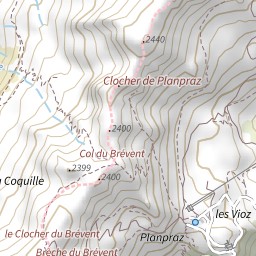 2440
Clocher de Planpraz
2400
Col du Brévent
2399
2400
Coquille
les Vioz
le Clocher du Brévent
Planpraz
Brèche du Brévent